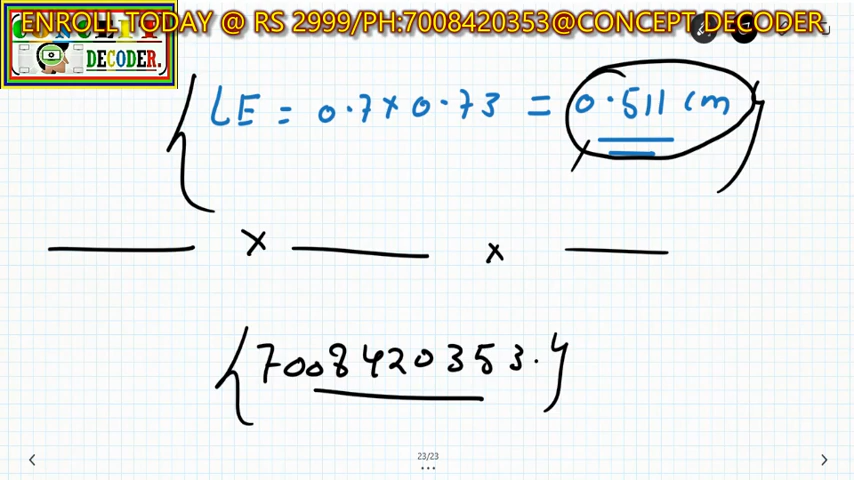 ENROLL TODAY @ RS 2999/PH:7008420353@CONCEPT DECODER
DECODER.
LE = 0.7 x 0.73 = 0.511 cm
x x
{7008420353.}
23/23